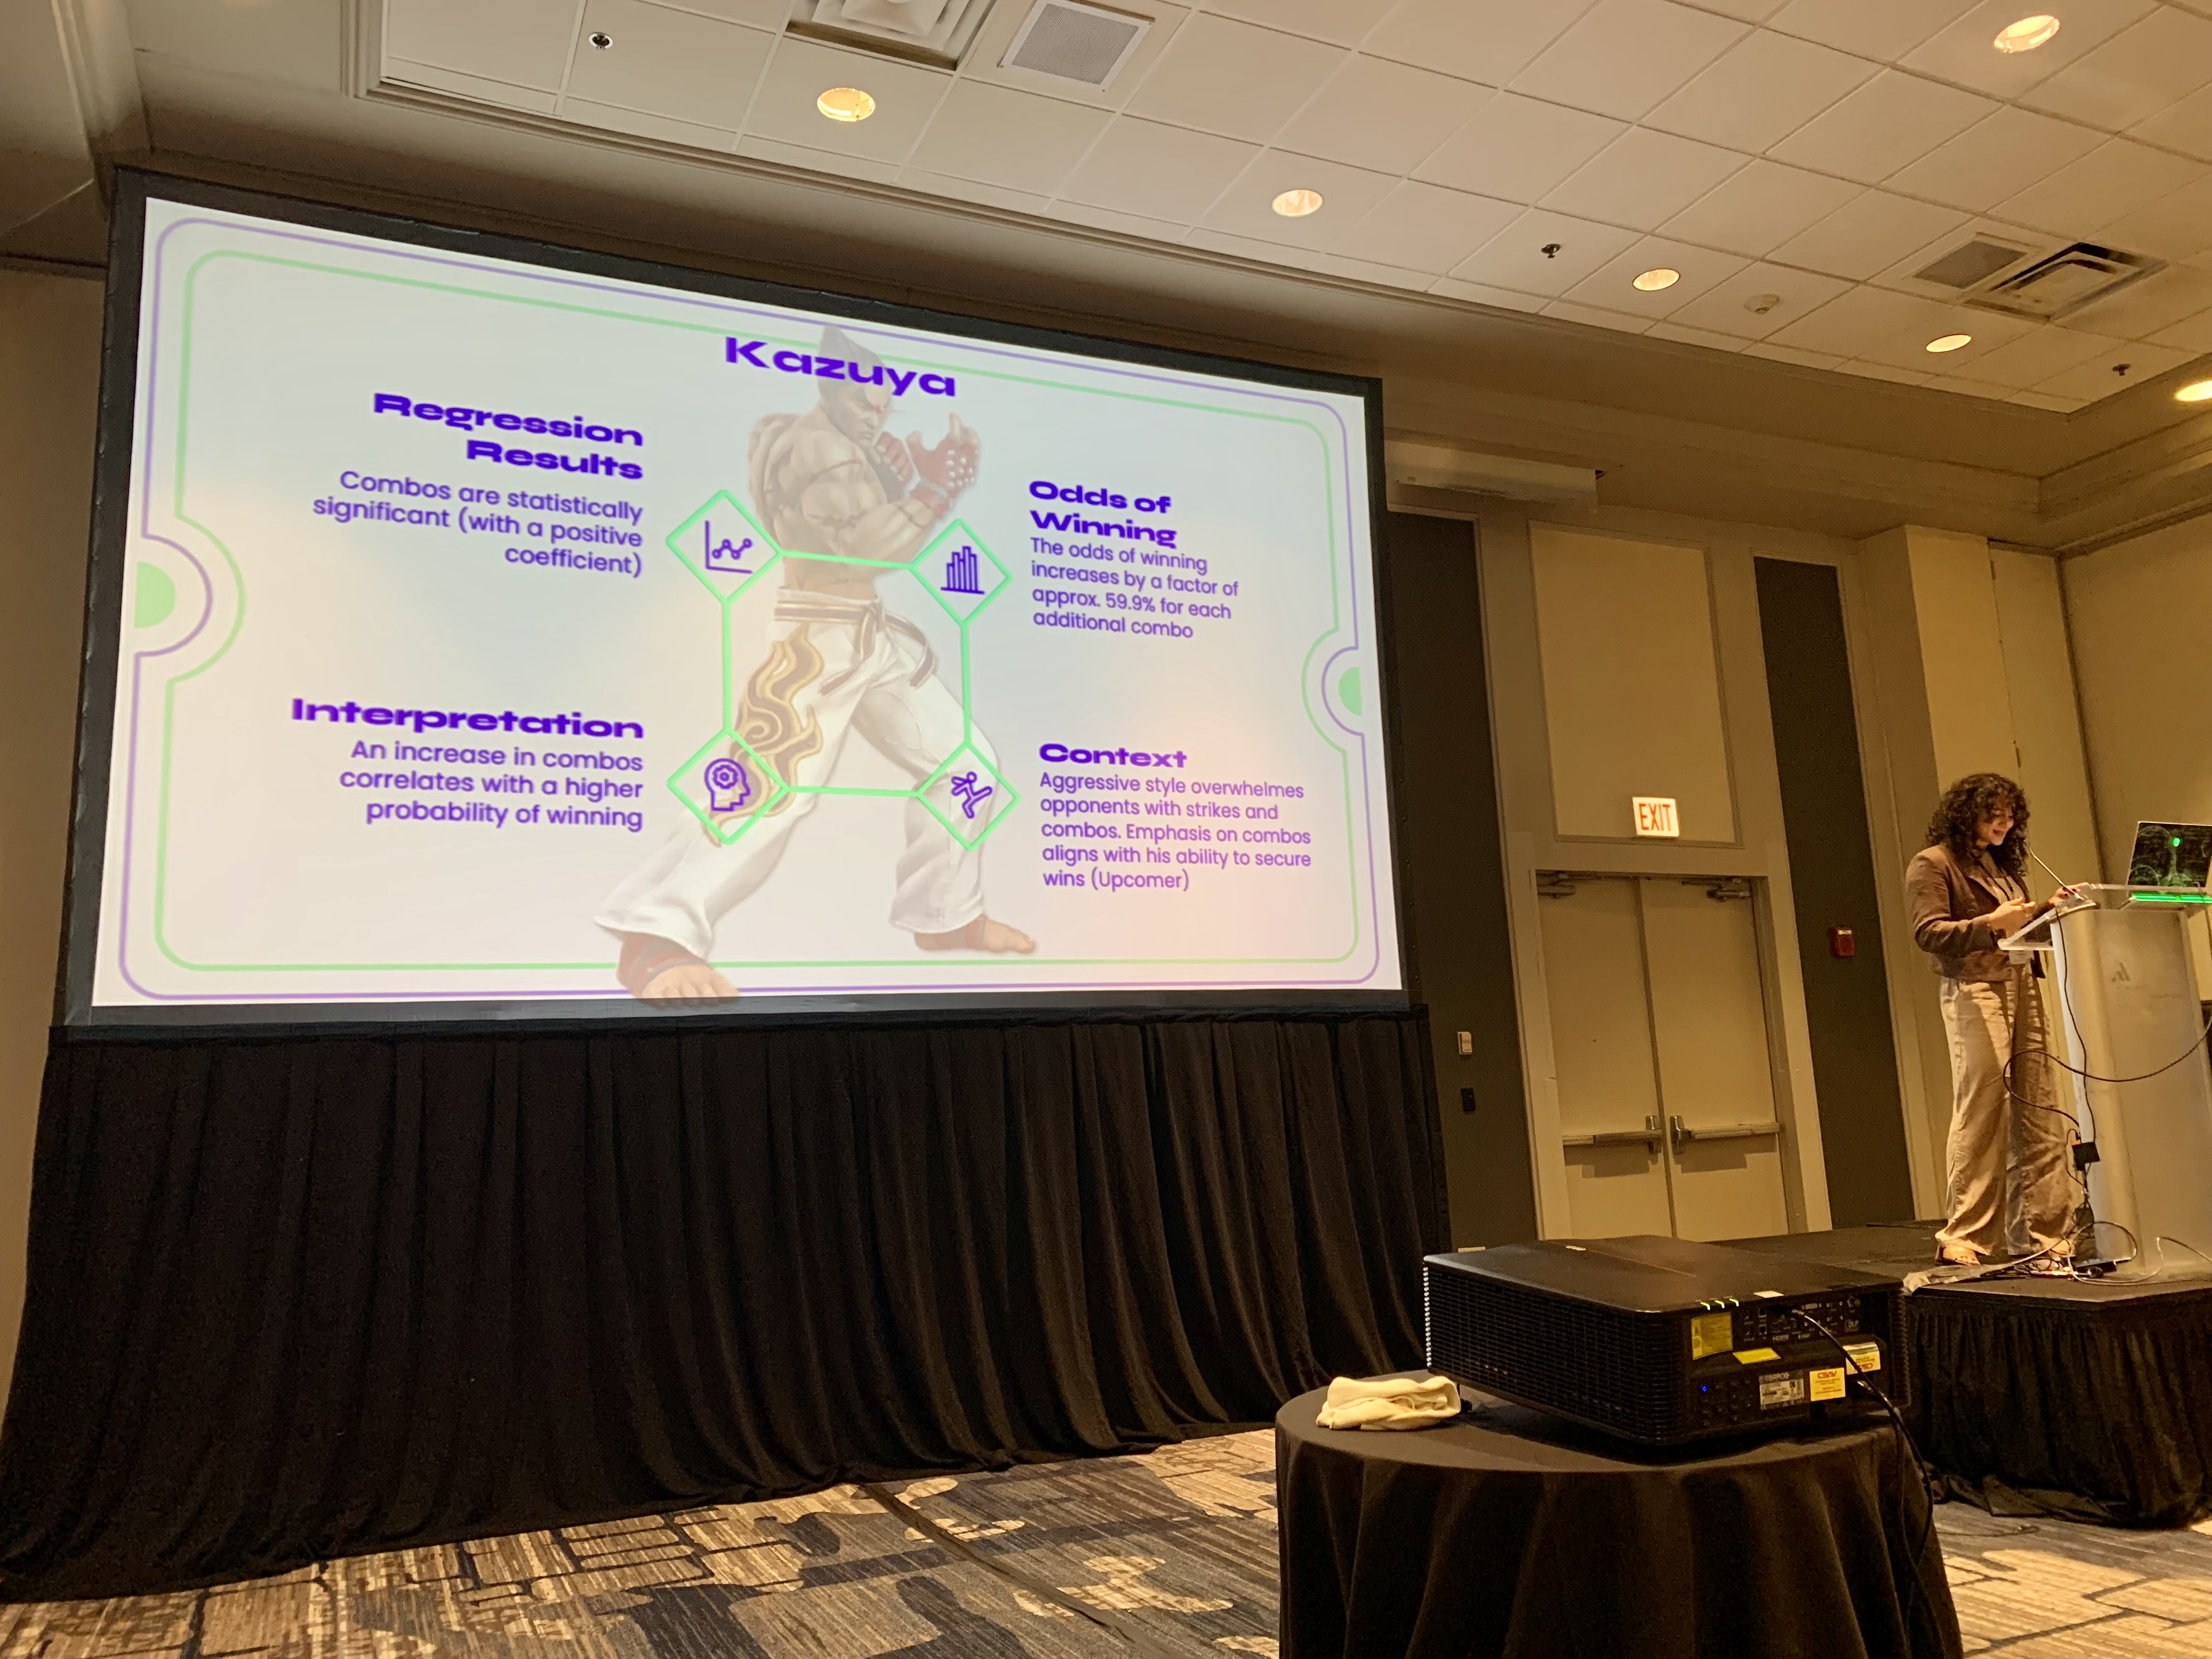 Kazuya
Regression
Results
Combos are statistically
significant (with a positive
coefficient)
Odds of
Winning
The odds of winning
increases by a factor of
approx. 59.9% for each
additional combo
Interpretation
An increase in combos
correlates with a higher
probability of winning
Context
Aggressive style overwhelmes
opponents with strikes and
combos. Emphasis on combos
aligns with his ability to secure
wins (Upcomer)
EXIT